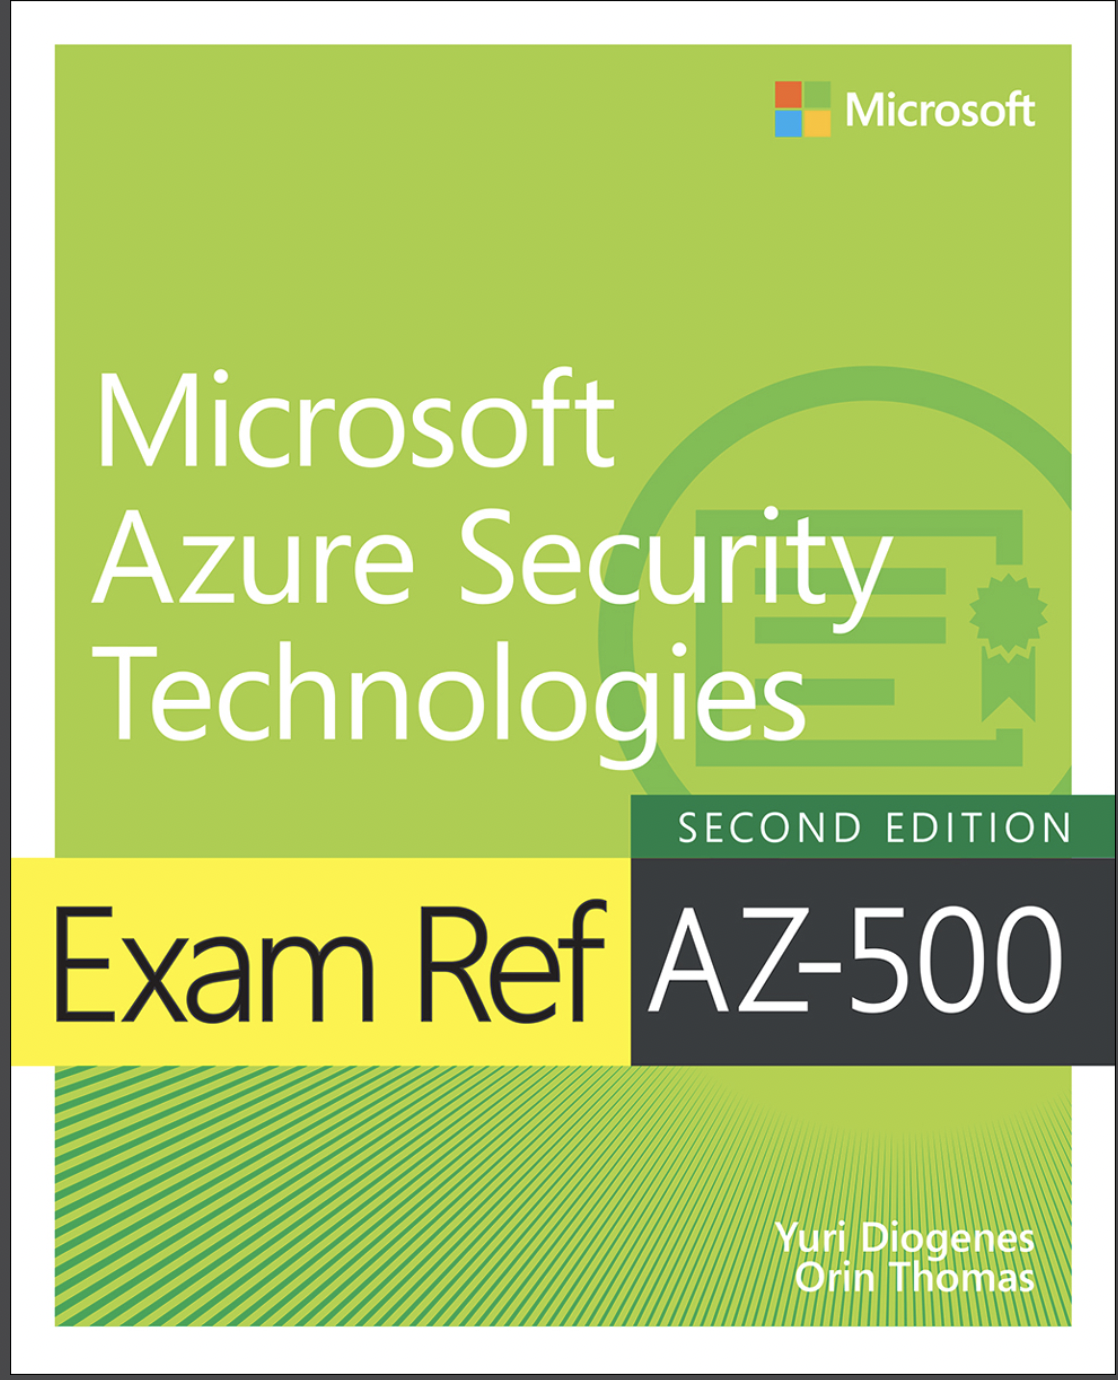 Microsoft
Microsoft
Azure Security
Technologies
SECOND EDITION
Exam Ref AZ-500
Yuri Diogenes
Orin Thomas